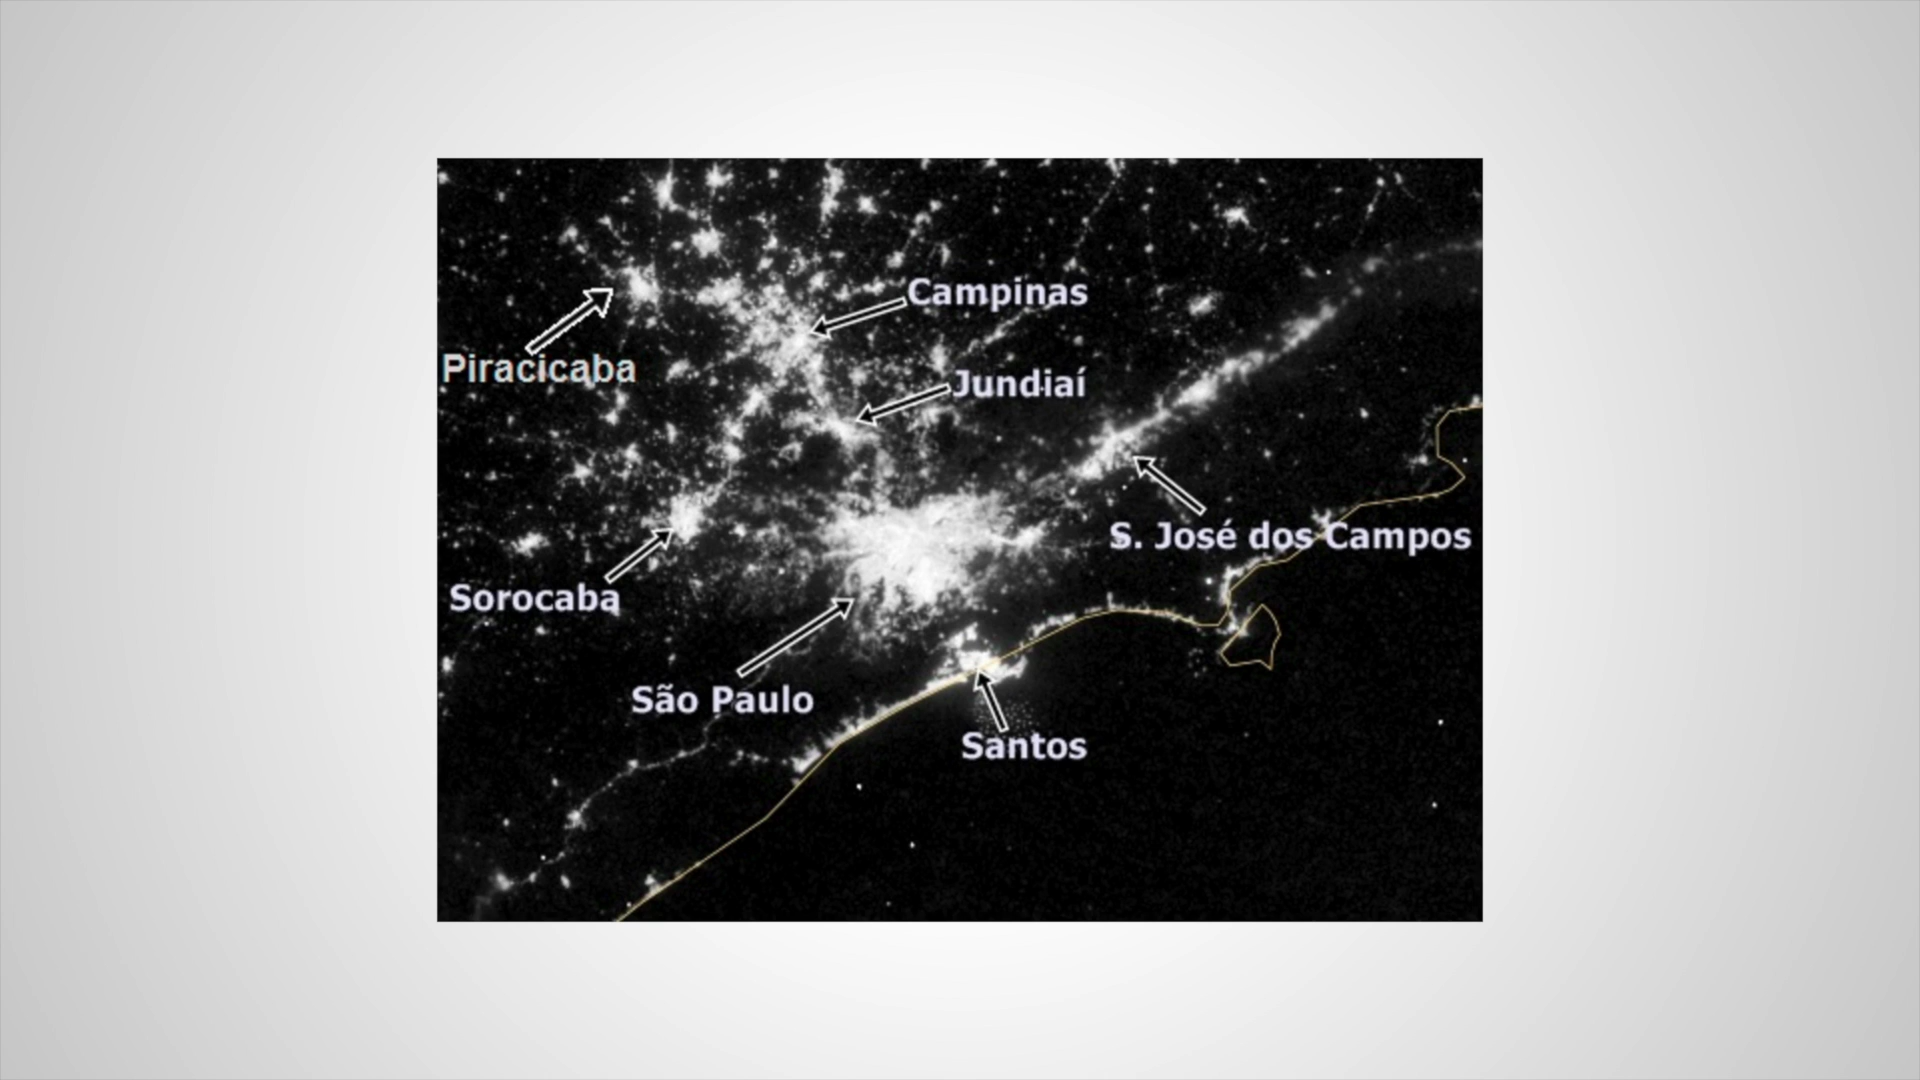 Campinas
Piracicaba
Jundiaí
S. José dos Campos
Sorocaba
São Paulo
Santos